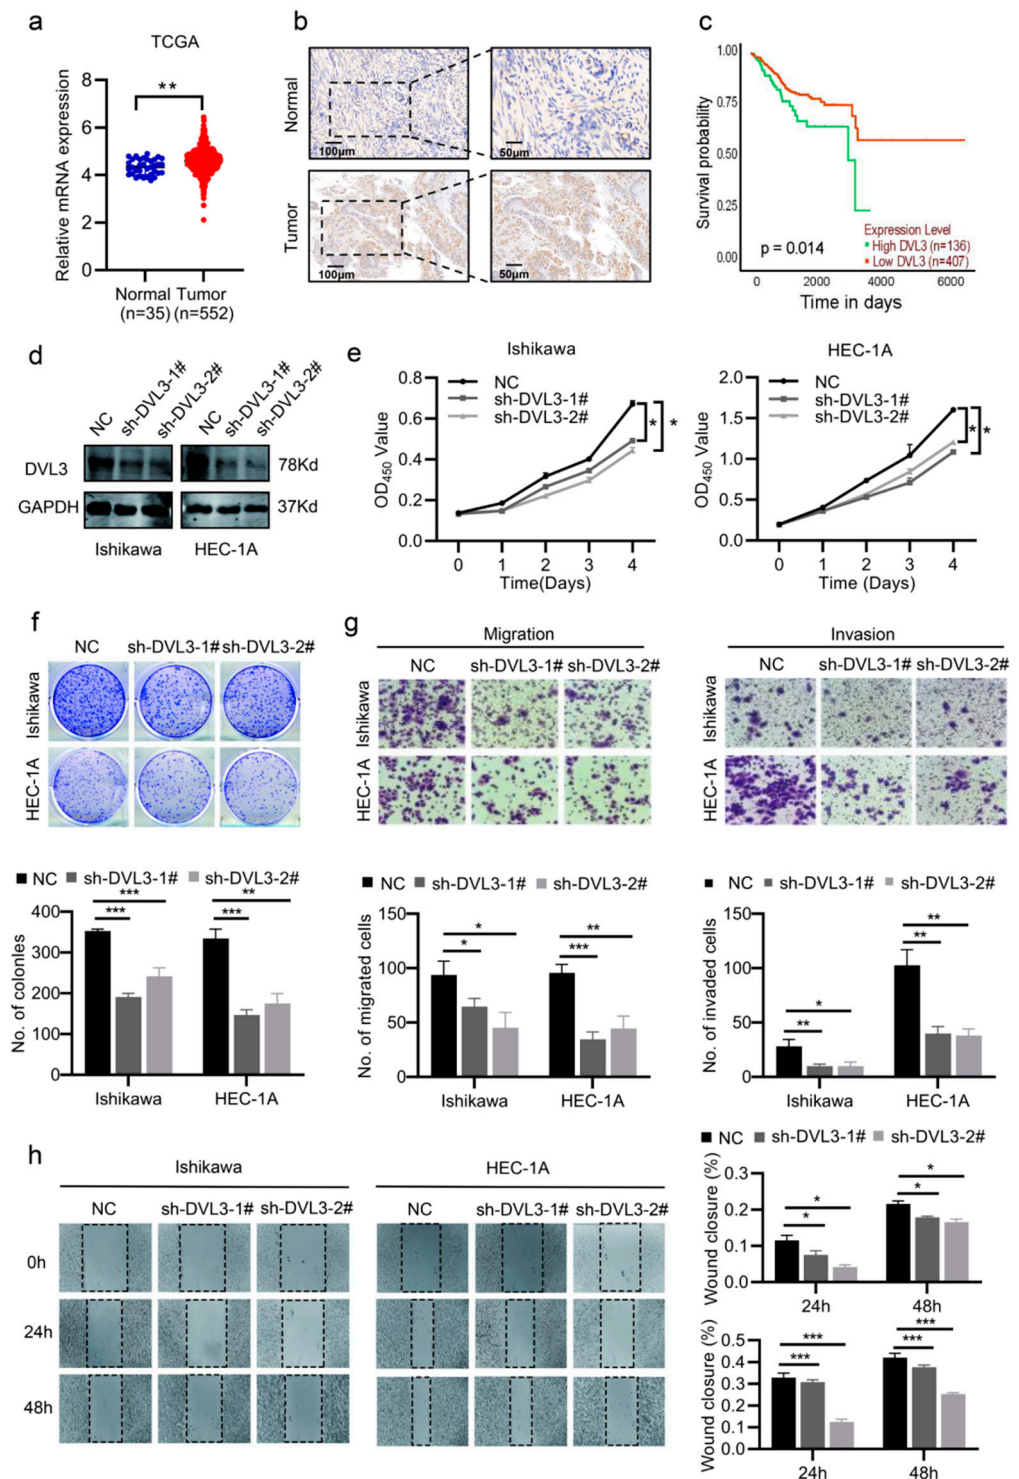 a
TCGA
**
Relative mRNA expression
8
6
4
2
0
Normal Tumor
(n=35) (n=552)
b
Normal
100μm
50μm
Tumor
100μm
50μm
c
Survival probability
1.00
0.75
0.50
0.25
0.00
p = 0.014
Expression Level
High DVL3 (n=136)
Low DVL3 (n=407)
0 2000 4000 6000
Time in days
d
NC sh-DVL3-1# sh-DVL3-2# NC sh-DVL3-1# sh-DVL3-2#
DVL3 78Kd
GAPDH 37Kd
Ishikawa HEC-1A
e
Ishikawa
NC
sh-DVL3-1#
sh-DVL3-2#
* *
OD450 Value
0.8
0.6
0.4
0.2
0.0
0 1 2 3 4
Time(Days)
HEC-1A
NC
sh-DVL3-1#
sh-DVL3-2#
* *
OD450 Value
2.0
1.5
1.0
0.5
0.0
0 1 2 3 4
Time (Days)
f
NC sh-DVL3-1# sh-DVL3-2#
Ishikawa
HEC-1A
NC sh-DVL3-1# sh-DVL3-2#
*** **
*** ***
No. of colonies
400
300
200
100
0
Ishikawa HEC-1A
g
Migration
NC sh-DVL3-1# sh-DVL3-2#
Ishikawa
HEC-1A
Invasion
NC sh-DVL3-1# sh-DVL3-2#
Ishikawa
HEC-1A
NC sh-DVL3-1# sh-DVL3-2#
* **
* ***
No. of migrated cells
150
100
50
0
Ishikawa HEC-1A
NC sh-DVL3-1# sh-DVL3-2#
* **
** **
No. of invaded cells
150
100
50
0
Ishikawa HEC-1A
h
Ishikawa HEC-1A
NC sh-DVL3-1# sh-DVL3-2# NC sh-DVL3-1# sh-DVL3-2#
0h
24h
48h
NC sh-DVL3-1# sh-DVL3-2#
Wound closure (%)
0.3
0.2
0.1
0.0
* *
* *
24h 48h
Wound closure (%)
0.5
0.4
0.3
0.2
0.1
0.0
*** ***
*** ***
24h 48h